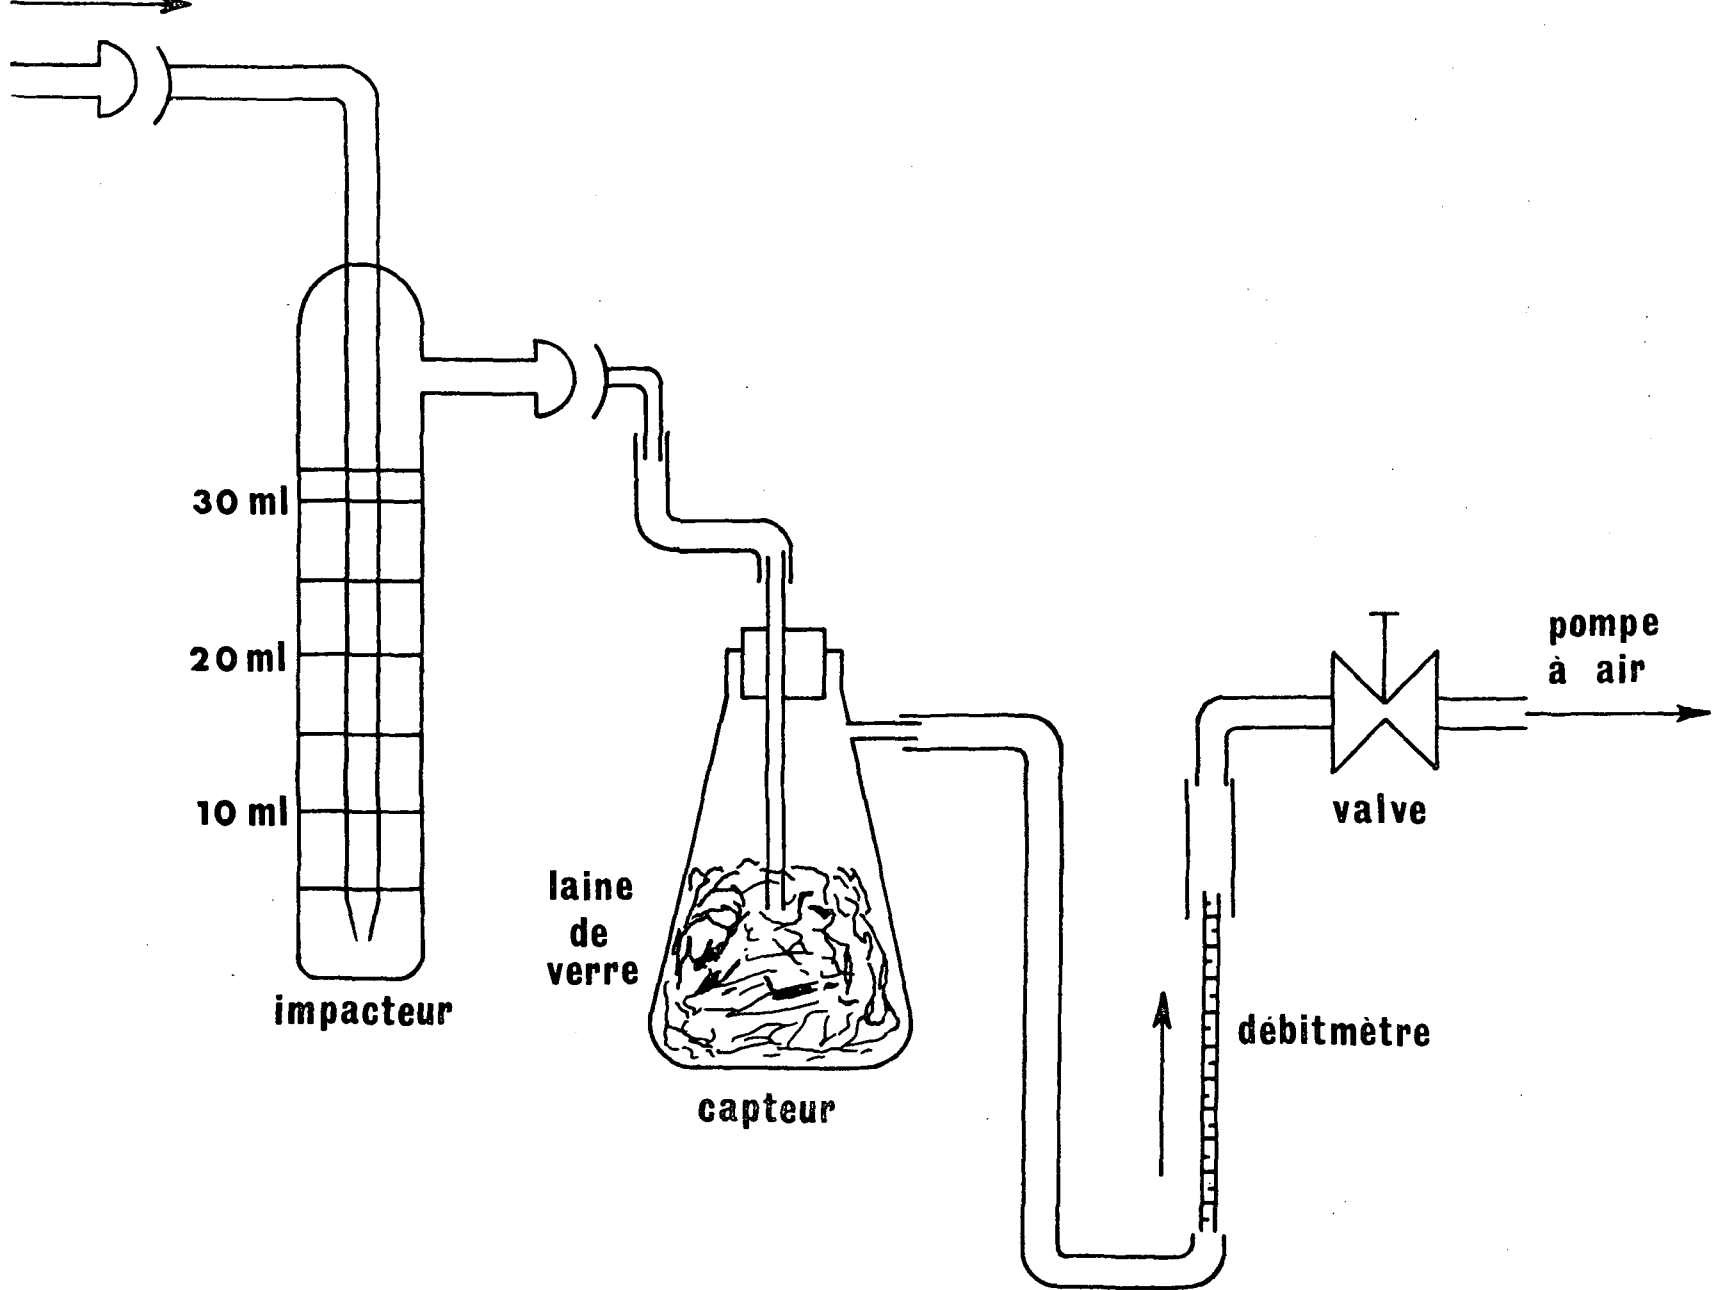 30 ml
20 ml
10 ml
impacteur
laine
de
verre
capteur
débitmètre
valve
pompe
à air